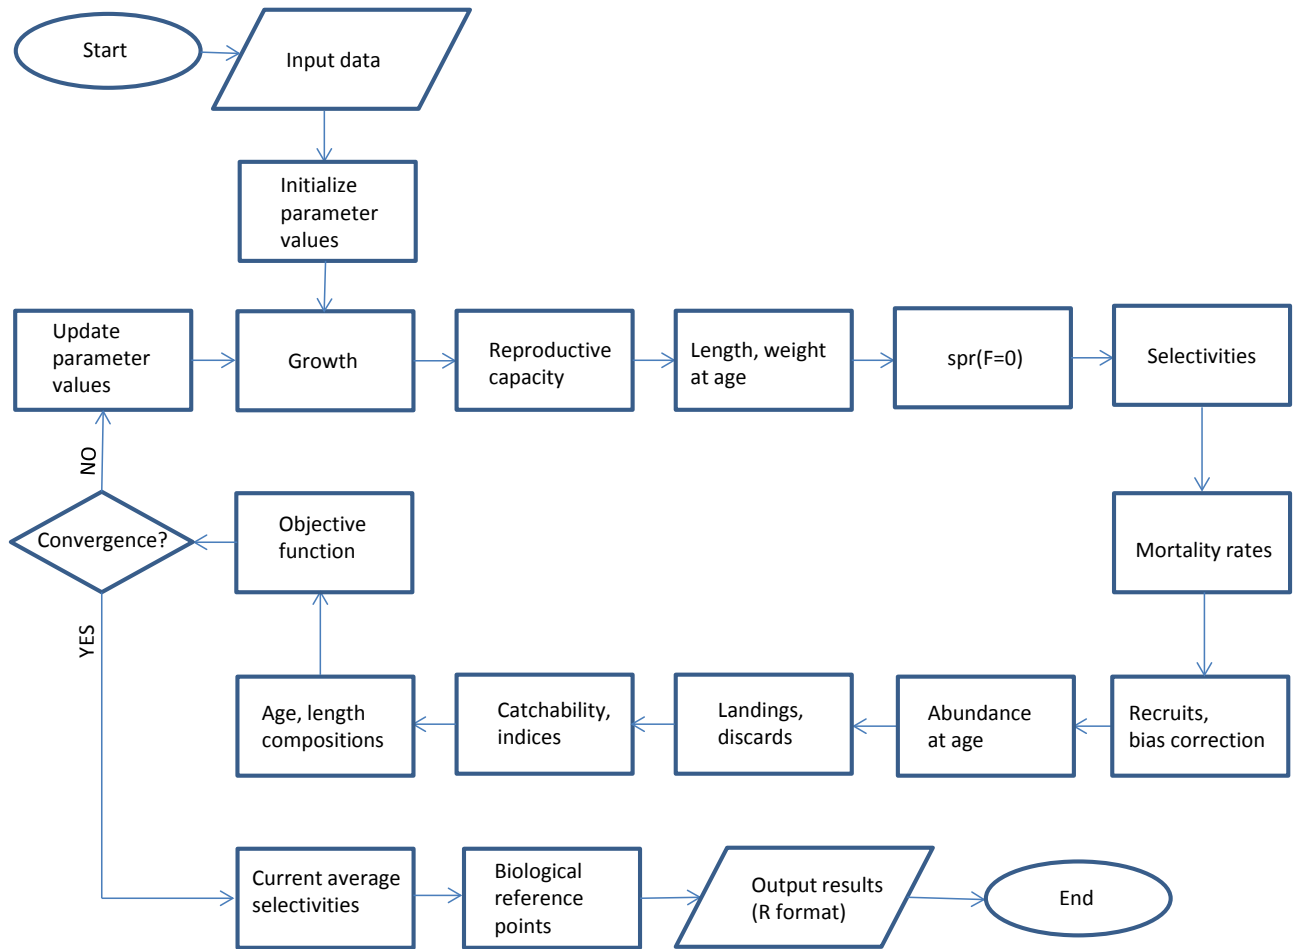 Start
Input data
Initialize
parameter
values
Update
parameter
values
Growth
Reproductive
capacity
Length, weight
at age
spr(F=0)
Selectivities
NO
Convergence?
Objective
function
Mortality rates
YES
Age, length
compositions
Catchability,
indices
Landings,
discards
Abundance
at age
Recruits,
bias correction
Current average
selectivities
Biological
reference
points
Output results
(R format)
End